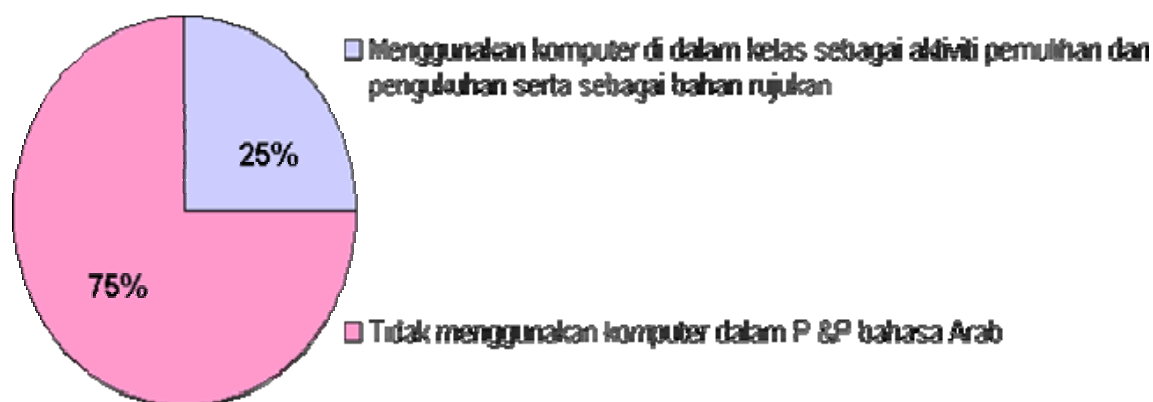 Menggunakan komputer di dalam kelas sebagai aktiviti pemulihan dan
pengukuhan serta sebagai bahan rujukan
25%
75%
Tidak menggunakan komputer dalam P &P bahasa Arab